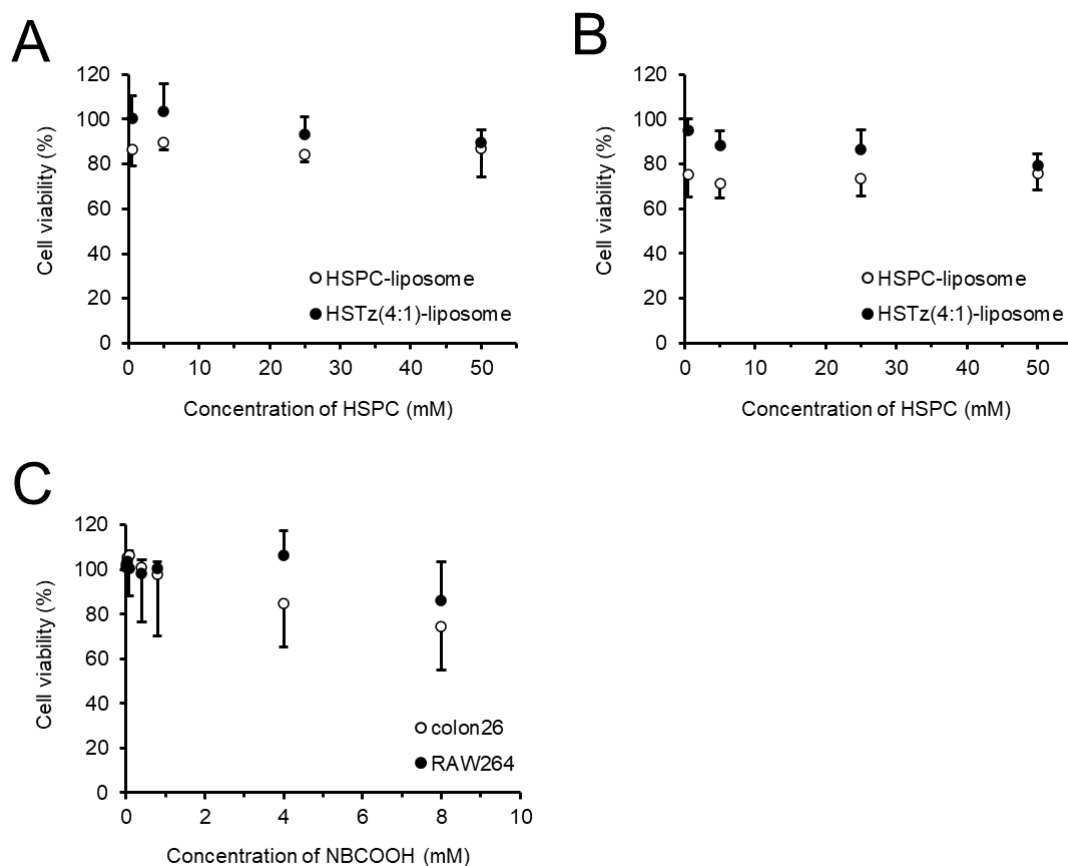 A
120
100
80
60
40
20
0
Cell viability (%)
HSPC-liposome
HSTz(4:1)-liposome
0 10 20 30 40 50
Concentration of HSPC (mM)
B
120
100
80
60
40
20
0
Cell viability (%)
HSPC-liposome
HSTz(4:1)-liposome
0 10 20 30 40 50
Concentration of HSPC (mM)
C
120
100
80
60
40
20
0
Cell viability (%)
colon26
RAW264
0 2 4 6 8 10
Concentration of NBCOOH (mM)